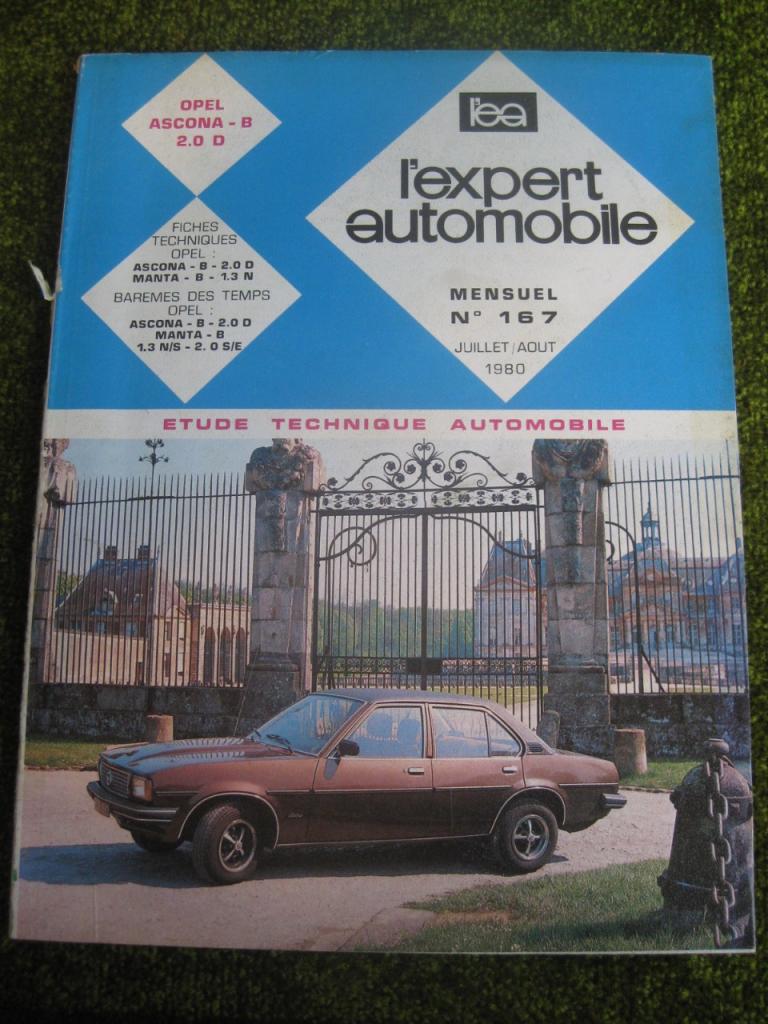 OPEL
ASCONA - B
2.0 D
FICHES
TECHNIQUES
OPEL :
ASCONA - B - 2.0 D
MANTA - B - 1.3 N
BAREMES DES TEMPS
OPEL :
ASCONA - B - 2.0 D
MANTA - B
1.3 N/S - 2.0 S/E
l'ea
l'expert
automobile
MENSUEL
N° 167
JUILLET/AOUT
1980
ETUDE TECHNIQUE AUTOMOBILE